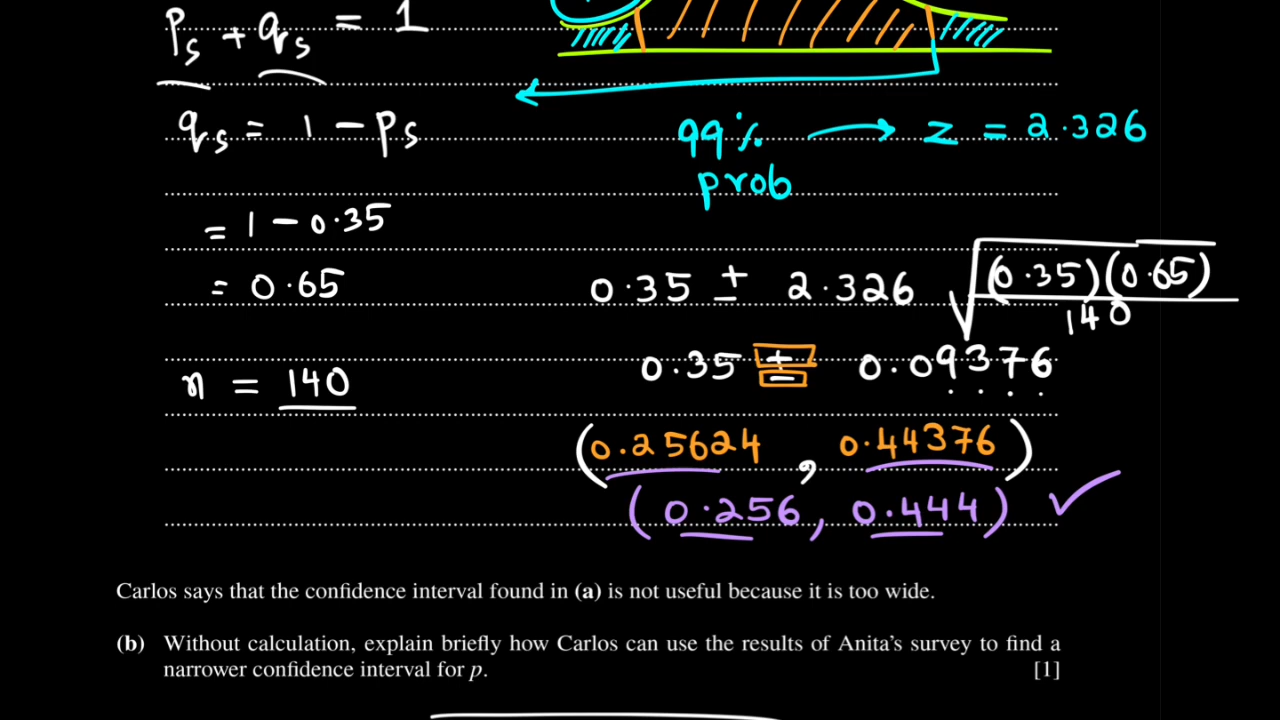 Ps + qs = 1
qs = 1 - Ps
99% → z = 2.326
prob
= 1 - 0.35
= 0.65
0.35 ± 2.326 √((0.35)(0.65)/140)
0.35 ± 0.09376
n = 140
(0.25624, 0.44376)
(0.256, 0.444) ✓
Carlos says that the confidence interval found in (a) is not useful because it is too wide.
(b) Without calculation, explain briefly how Carlos can use the results of Anita's survey to find a
narrower confidence interval for p. [1]